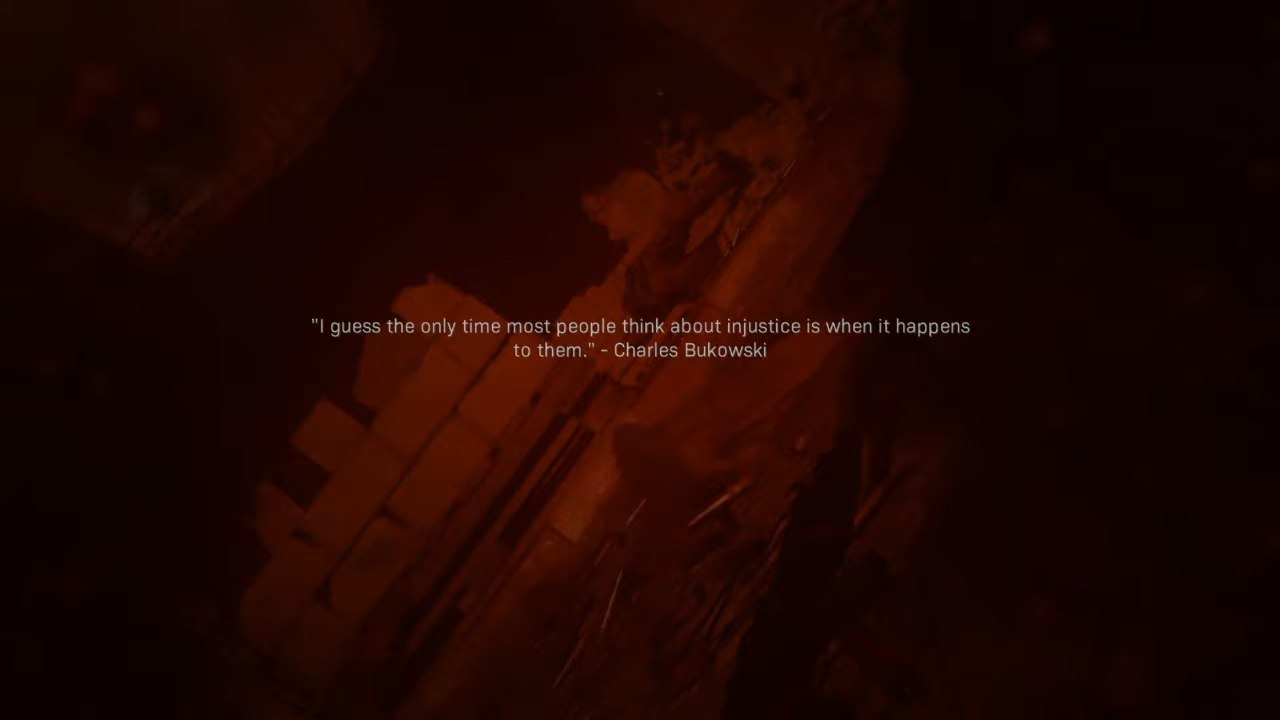 "I guess the only time most people think about injustice is when it happens
to them." - Charles Bukowski